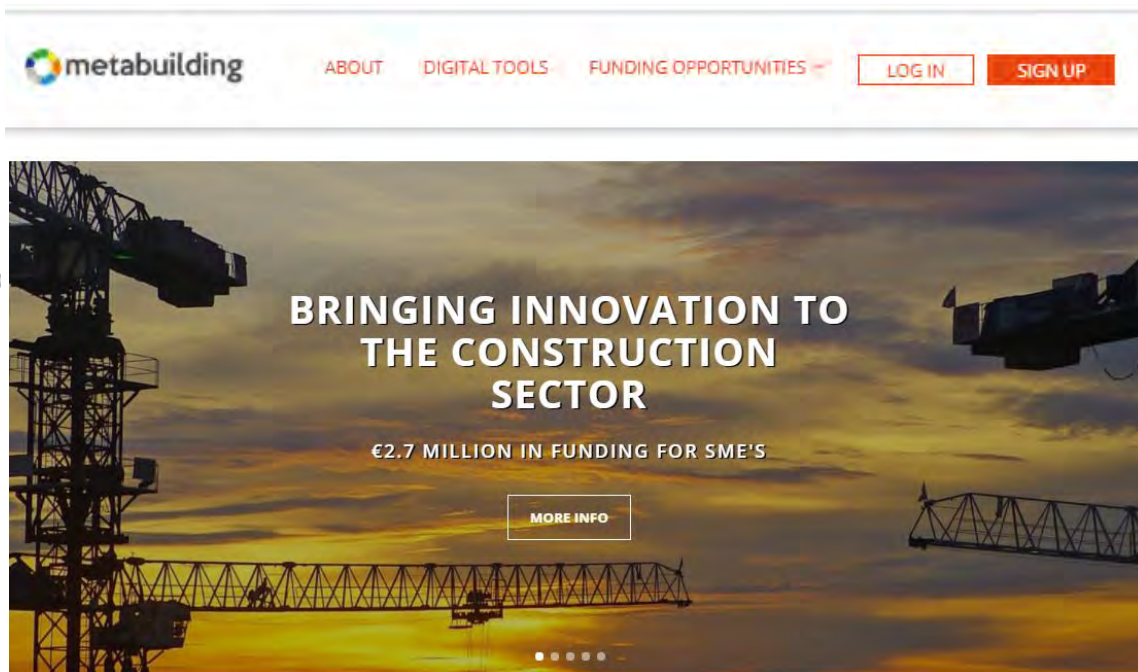 metabuilding
ABOUT
DIGITAL TOOLS
FUNDING OPPORTUNITIES
LOG IN
SIGN UP
BRINGING INNOVATION TO
THE CONSTRUCTION
SECTOR
€2.7 MILLION IN FUNDING FOR SME'S
MORE INFO